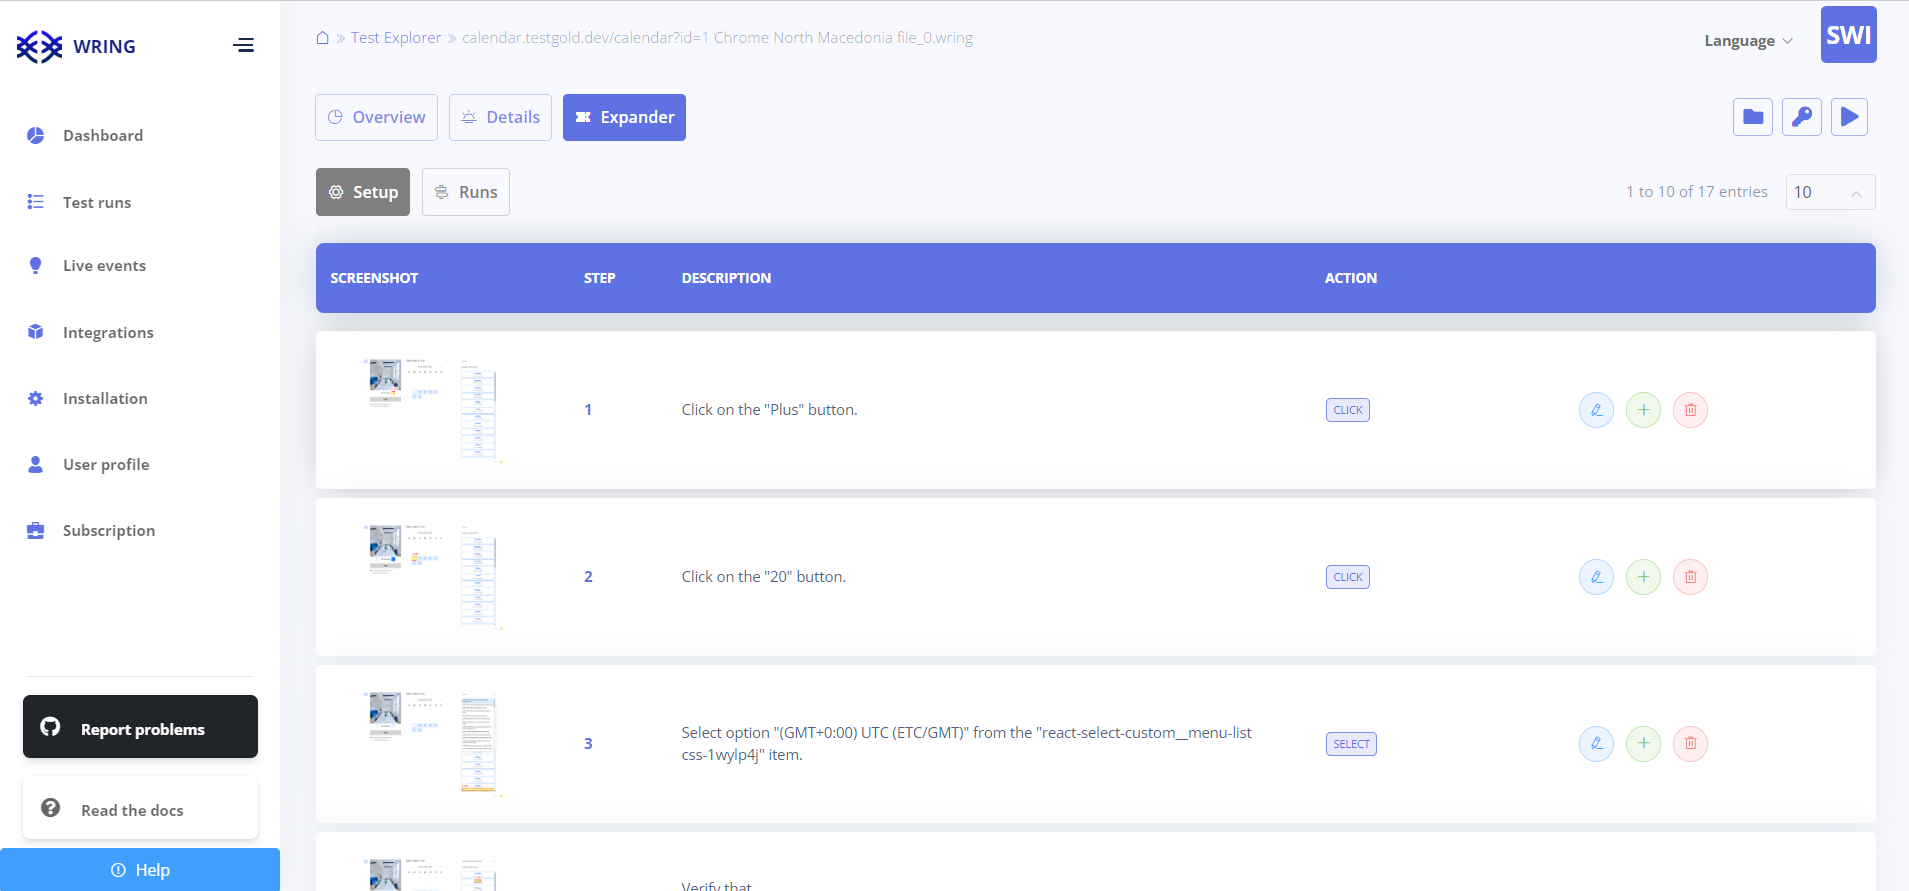 WRING
Test Explorer
calendar.testgold.dev/calendar?id=1 Chrome North Macedonia file_0.wring
Language
SWI
Dashboard
Test runs
Live events
Integrations
Installation
User profile
Subscription
Report problems
Read the docs
Help
Overview
Details
Expander
Setup
Runs
1 to 10 of 17 entries
10
SCREENSHOT STEP DESCRIPTION ACTION
1 Click on the "Plus" button. CLICK
2 Click on the "20" button. CLICK
3 Select option "(GMT+0:00) UTC (ETC/GMT)" from the "react-select-custom__menu-list
css-1wylp4j" item. SELECT
Verify that